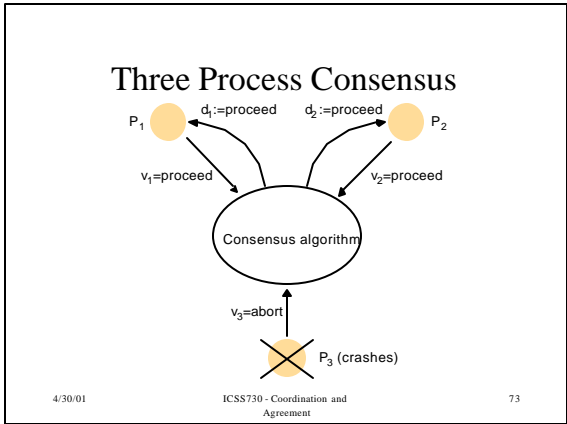 Three Process Consensus
d1:=proceed
d2:=proceed
P1
P2
v1=proceed
v2=proceed
Consensus algorithm
v3=abort
P3 (crashes)
4/30/01
ICSS730 - Coordination and
Agreement
73